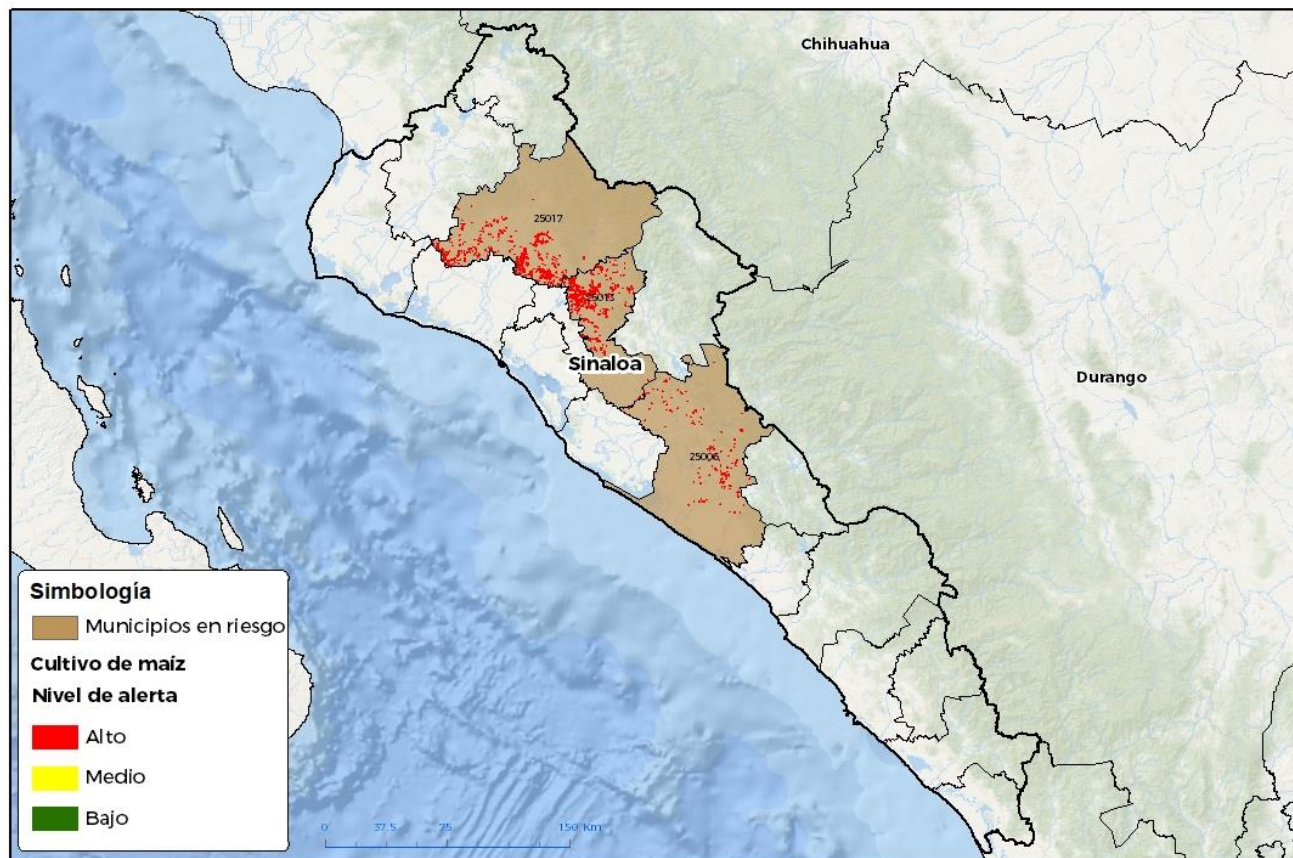 Chihuahua
25017
25013
Sinaloa
Durango
25006
Simbología
Municipios en riesgo
Cultivo de maíz
Nivel de alerta
Alto
Medio
Bajo
0 37.5 75 150 Km